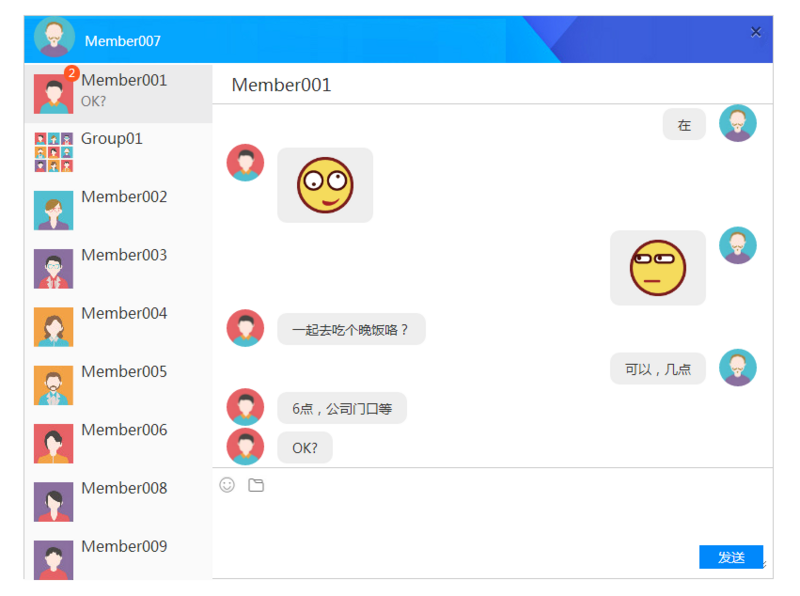 Member007
×
2
Member001
OK?
Group01
Member002
Member003
Member004
Member005
Member006
Member008
Member009
Member001
在
一起去吃个晚饭咯？
可以，几点
6点，公司门口等
OK?
发送